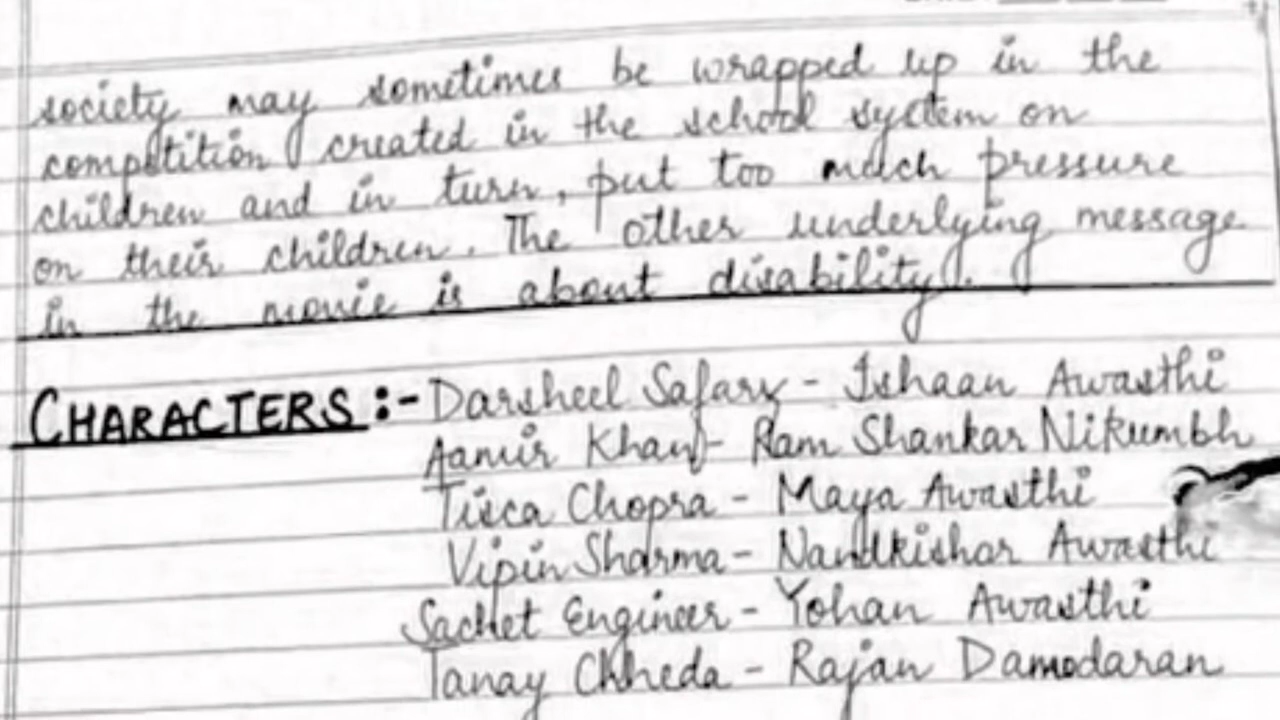 society may sometimes be wrapped up in the
competition created in the school system on
children and in turn, put too much pressure
on their children. The other underlying message
in the movie is about disability.
CHARACTERS :- Darsheel Safary - Ishaan Awasthi
Aamir Khan - Ram Shankar Nikumbh
Tisca Chopra - Maya Awasthi
Vipin Sharma - Nandkishor Awasthi
Sachet Engineer - Yohan Awasthi
Tanay Chheda - Rajan Damodaran